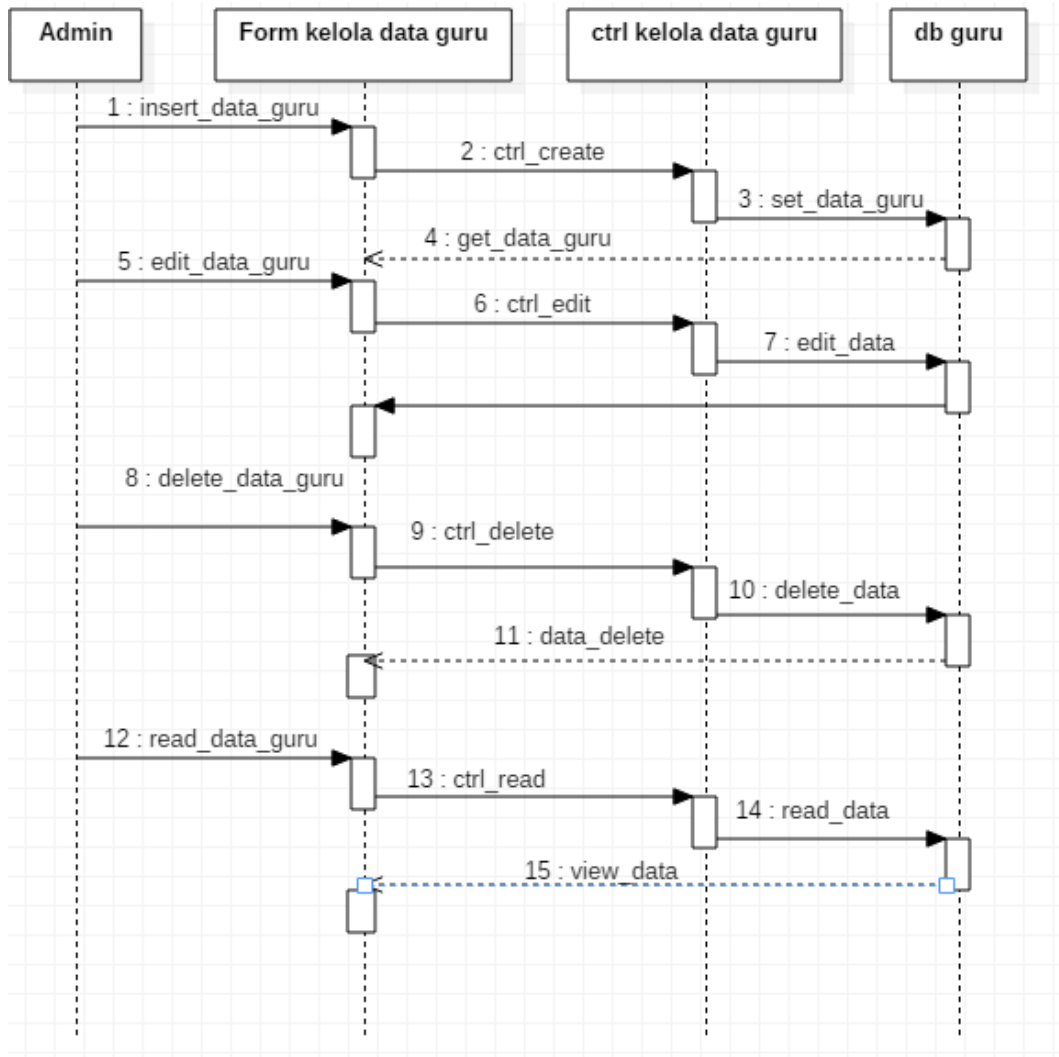 Admin
Form kelola data guru
ctrl kelola data guru
db guru
1 : insert_data_guru
2 : ctrl_create
3 : set_data_guru
4 : get_data_guru
5 : edit_data_guru
6 : ctrl_edit
7 : edit_data
8 : delete_data_guru
9 : ctrl_delete
10 : delete_data
11 : data_delete
12 : read_data_guru
13 : ctrl_read
14 : read_data
15 : view_data